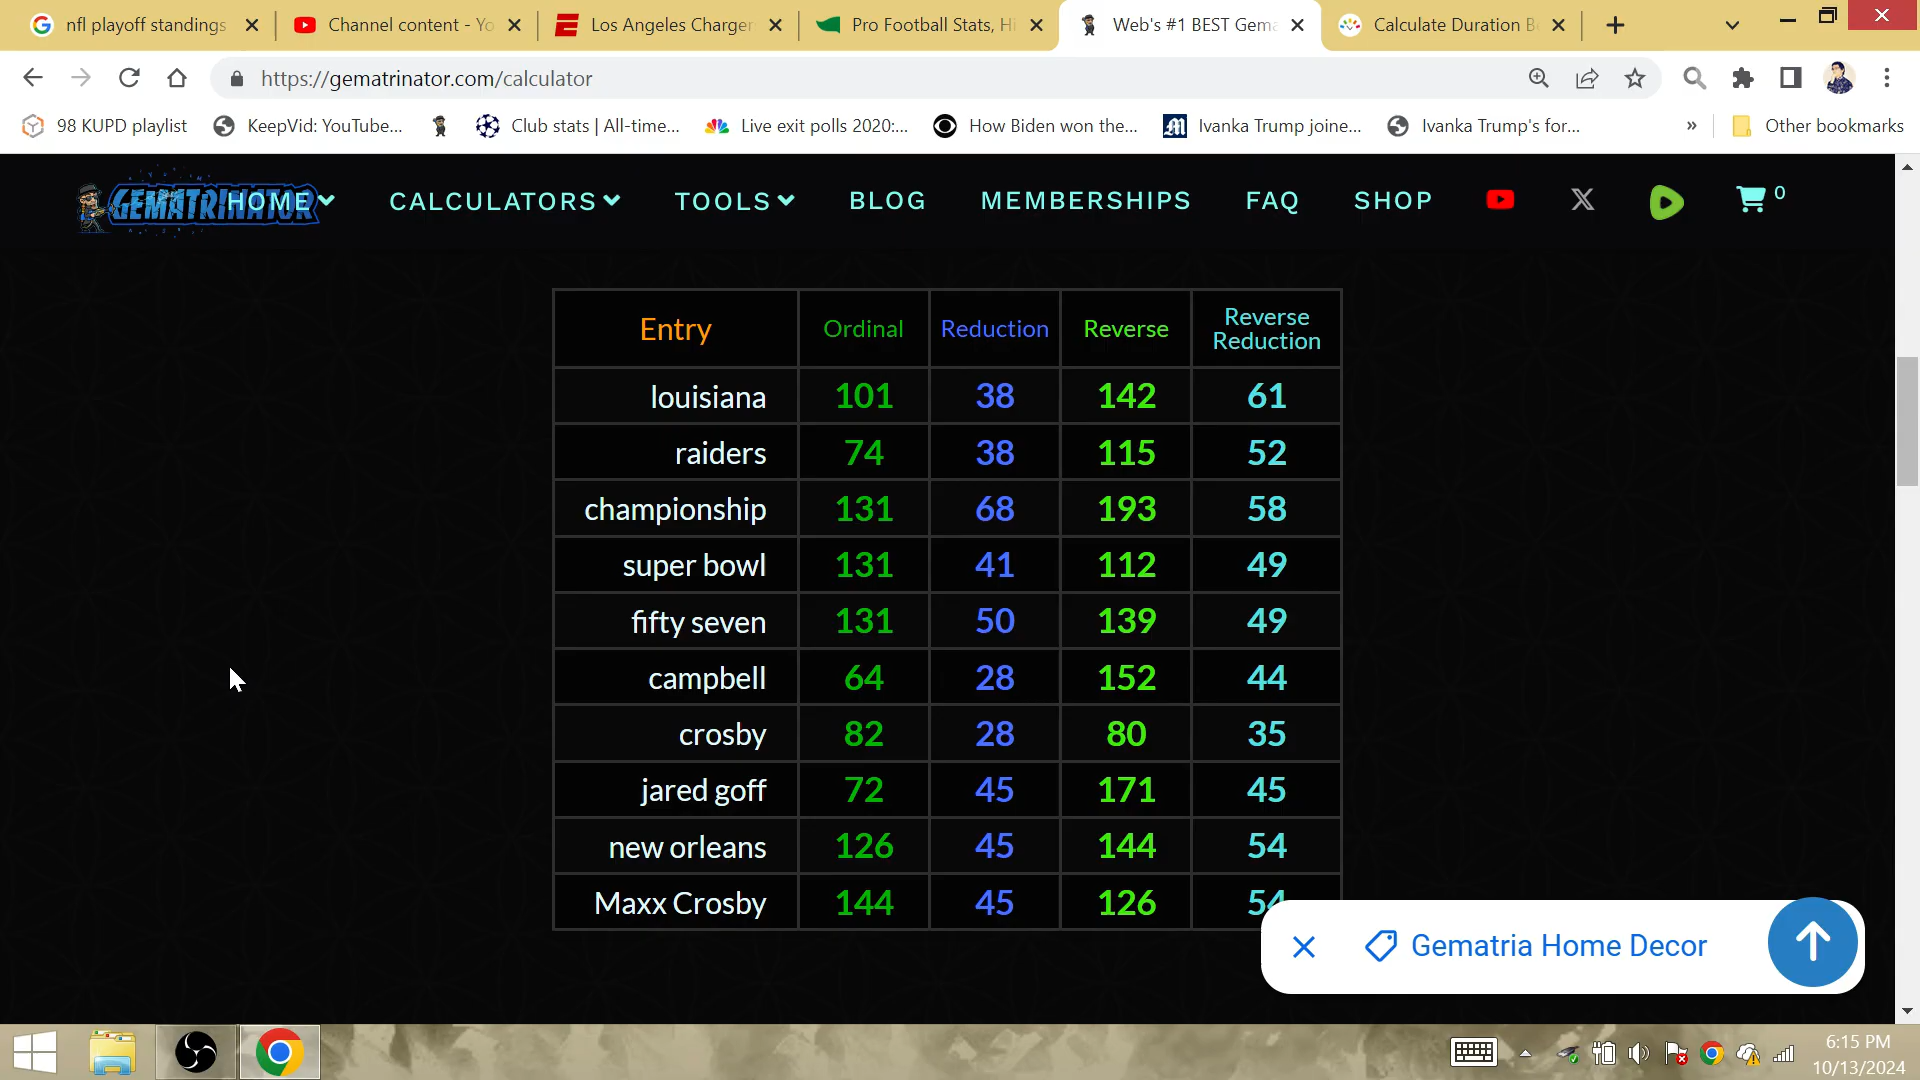 nfl playoff standings
Channel content - Yo
Los Angeles Charger
Pro Football Stats, Hi
Web's #1 BEST Gema
Calculate Duration B
https://gematrinator.com/calculator
98 KUPD playlist
KeepVid: YouTube...
Club stats | All-time...
Live exit polls 2020:...
How Biden won the...
Ivanka Trump joine...
Ivanka Trump's for...
»
Other bookmarks
GEMATRINATOR
HOME
CALCULATORS
TOOLS
BLOG
MEMBERSHIPS
FAQ
SHOP
0
Entry Ordinal Reduction Reverse Reverse Reduction
louisiana 101 38 142 61
raiders 74 38 115 52
championship 131 68 193 58
super bowl 131 41 112 49
fifty seven 131 50 139 49
campbell 64 28 152 44
crosby 82 28 80 35
jared goff 72 45 171 45
new orleans 126 45 144 54
Maxx Crosby 144 45 126 54
Gematria Home Decor
6:15 PM
10/13/2024